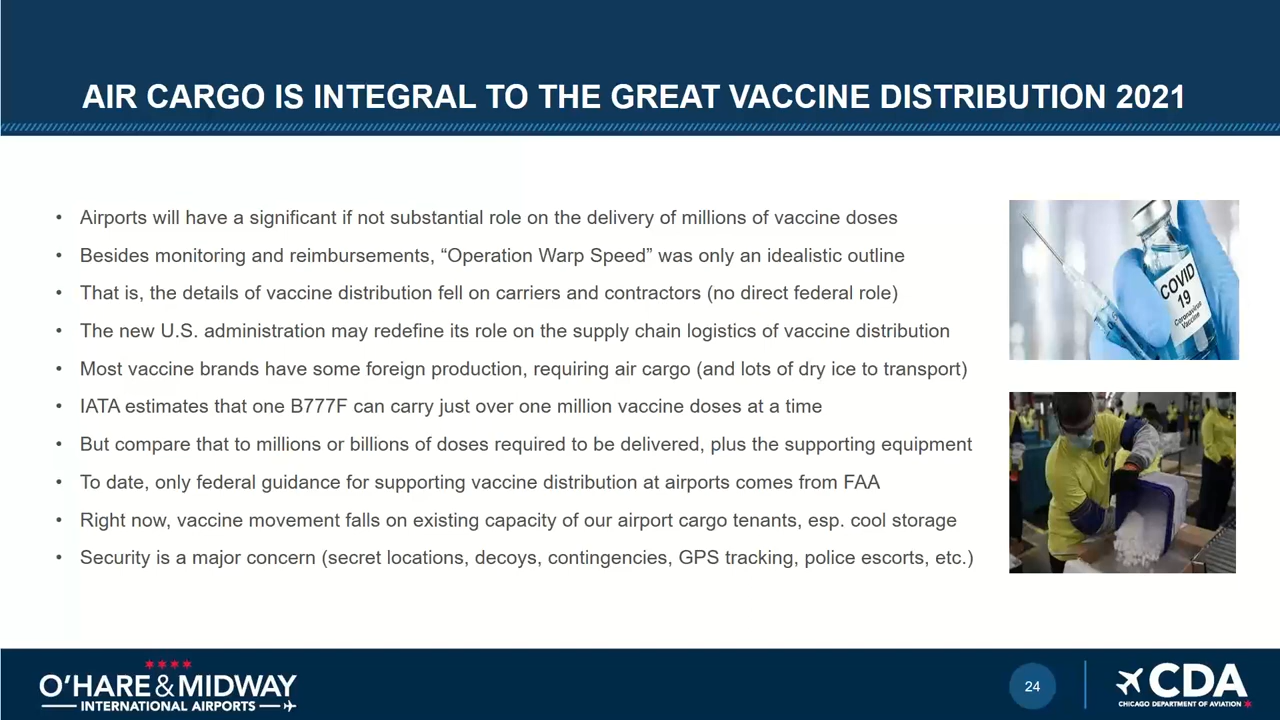 AIR CARGO IS INTEGRAL TO THE GREAT VACCINE DISTRIBUTION 2021
• Airports will have a significant if not substantial role on the delivery of millions of vaccine doses
• Besides monitoring and reimbursements, “Operation Warp Speed” was only an idealistic outline
• That is, the details of vaccine distribution fell on carriers and contractors (no direct federal role)
• The new U.S. administration may redefine its role on the supply chain logistics of vaccine distribution
• Most vaccine brands have some foreign production, requiring air cargo (and lots of dry ice to transport)
• IATA estimates that one B777F can carry just over one million vaccine doses at a time
• But compare that to millions or billions of doses required to be delivered, plus the supporting equipment
• To date, only federal guidance for supporting vaccine distribution at airports comes from FAA
• Right now, vaccine movement falls on existing capacity of our airport cargo tenants, esp. cool storage
• Security is a major concern (secret locations, decoys, contingencies, GPS tracking, police escorts, etc.)
COVID
19
Coronavirus
Vaccine
O'HARE & MIDWAY
INTERNATIONAL AIRPORTS
24
CDA
CHICAGO DEPARTMENT OF AVIATION